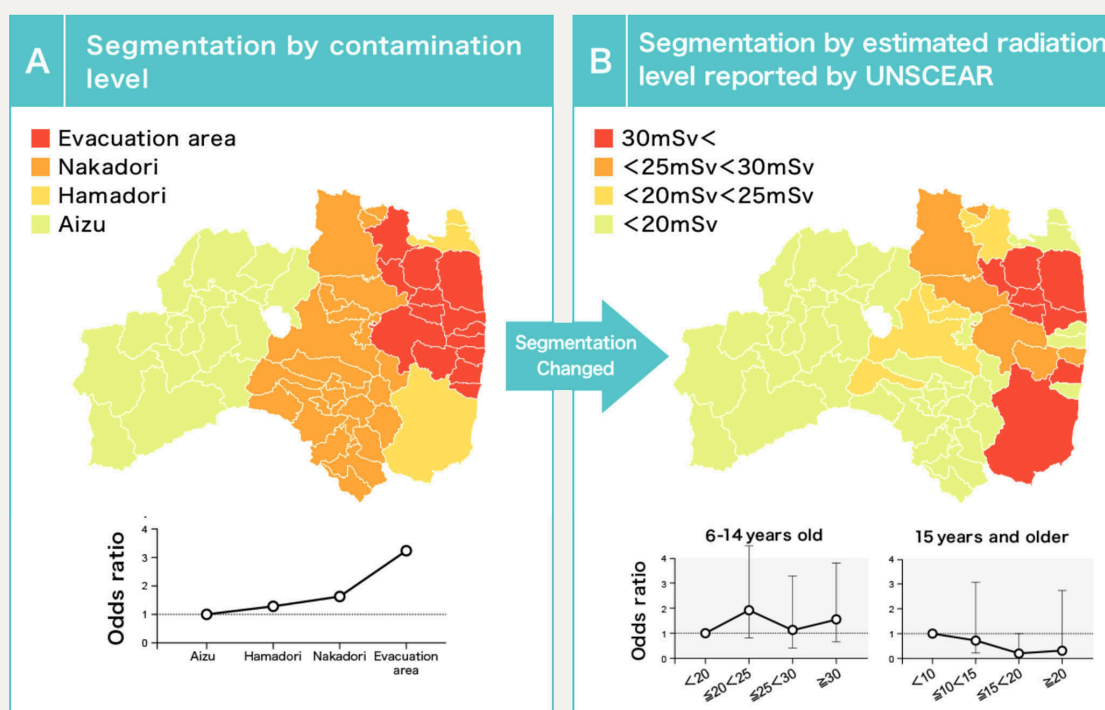 A
Segmentation by contamination
level
Evacuation area
Nakadori
Hamadori
Aizu
Odds ratio
4
3
2
1
0
Aizu
Hamadori
Nakadori
Evacuation
area
Segmentation
Changed
B
Segmentation by estimated radiation
level reported by UNSCEAR
30mSv<
<25mSv<30mSv
<20mSv<25mSv
<20mSv
6-14 years old
Odds ratio
4
3
2
1
0
<20
≦20<25
≦25<30
≧30
15 years and older
4
3
2
1
0
<10
≦10<15
≦15<20
≧20